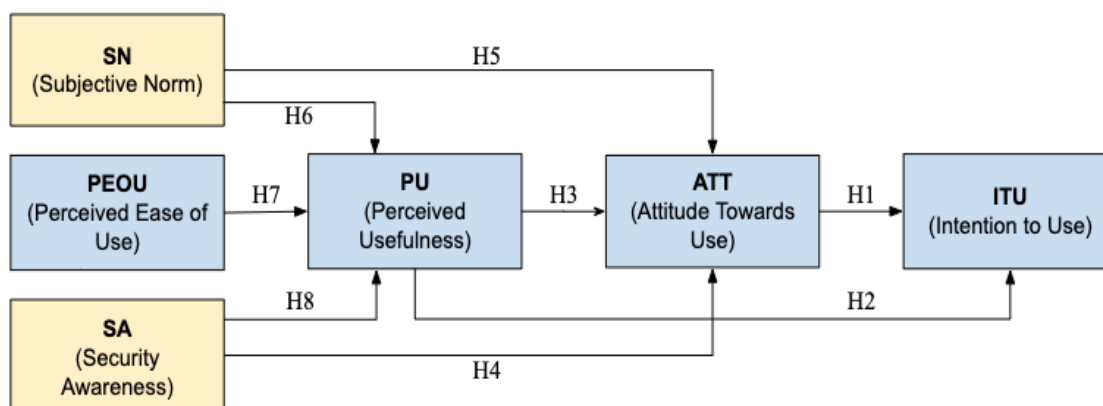 SN
(Subjective Norm)
H5
H6
PEOU
(Perceived Ease of
Use)
H7
PU
(Perceived
Usefulness)
H3
ATT
(Attitude Towards
Use)
H1
ITU
(Intention to Use)
H8
H2
SA
(Security
Awareness)
H4